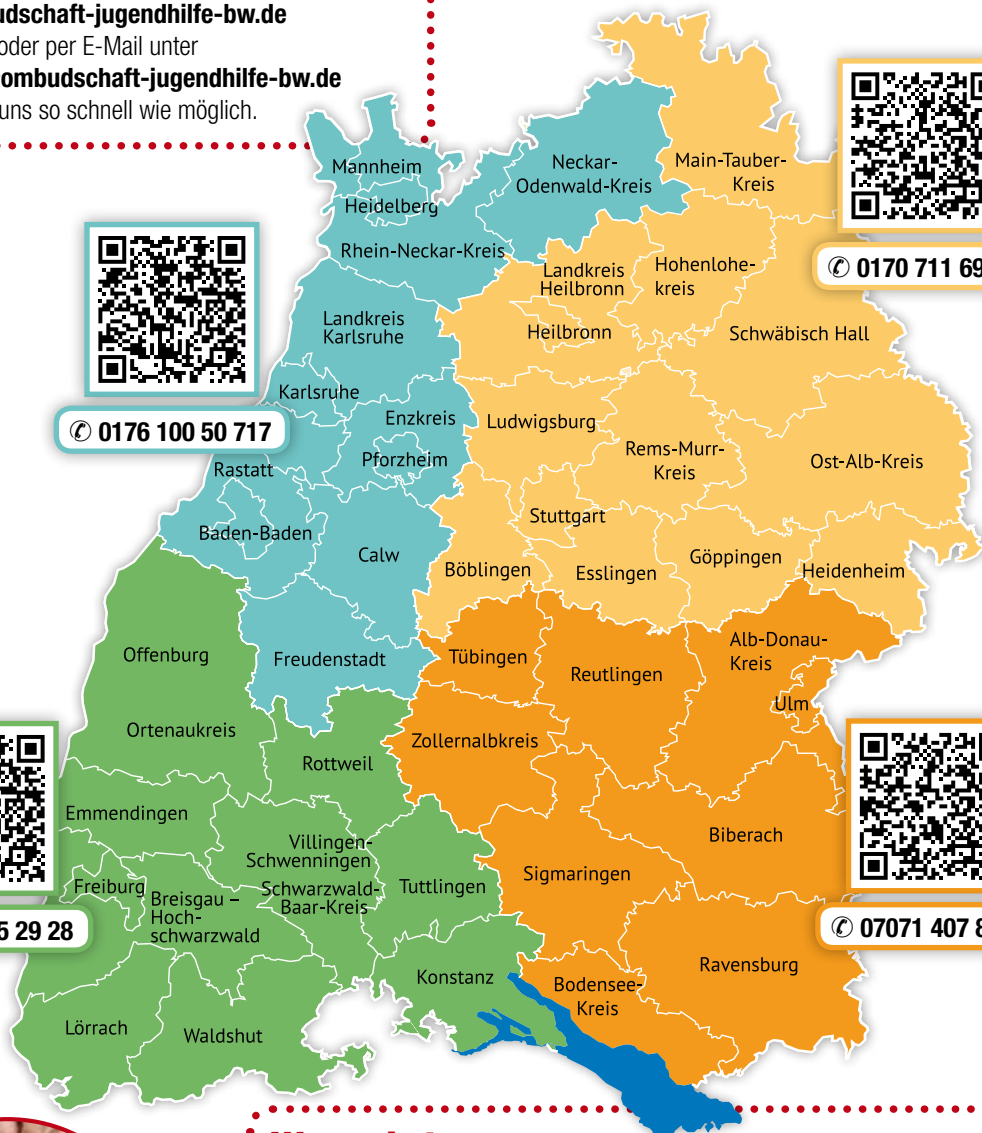 udschaft-jugendhilfe-bw.de
oder per E-Mail unter
ombudschaft-jugendhilfe-bw.de
uns so schnell wie möglich.
Mannheim
Heidelberg
Rhein-Neckar-Kreis
Neckar-
Odenwald-Kreis
Main-Tauber-
Kreis
✆ 0170 711 69
Landkreis
Heilbronn
Hohenlohe-
kreis
Landkreis
Karlsruhe
Heilbronn
Schwäbisch Hall
Karlsruhe
Enzkreis
Ludwigsburg
✆ 0176 100 50 717
Pforzheim
Rems-Murr-
Kreis
Ost-Alb-Kreis
Rastatt
Baden-Baden
Calw
Stuttgart
Böblingen
Esslingen
Göppingen
Heidenheim
Offenburg
Freudenstadt
Tübingen
Reutlingen
Alb-Donau-
Kreis
Ulm
Ortenaukreis
Rottweil
Zollernalbkreis
Emmendingen
Villingen-
Schwenningen
Biberach
Freiburg
Breisgau –
Hoch-
schwarzwald
Schwarzwald-
Baar-Kreis
Tuttlingen
Sigmaringen
5 29 28
✆ 07071 407 8
Konstanz
Bodensee-
Kreis
Ravensburg
Lörrach
Waldshut